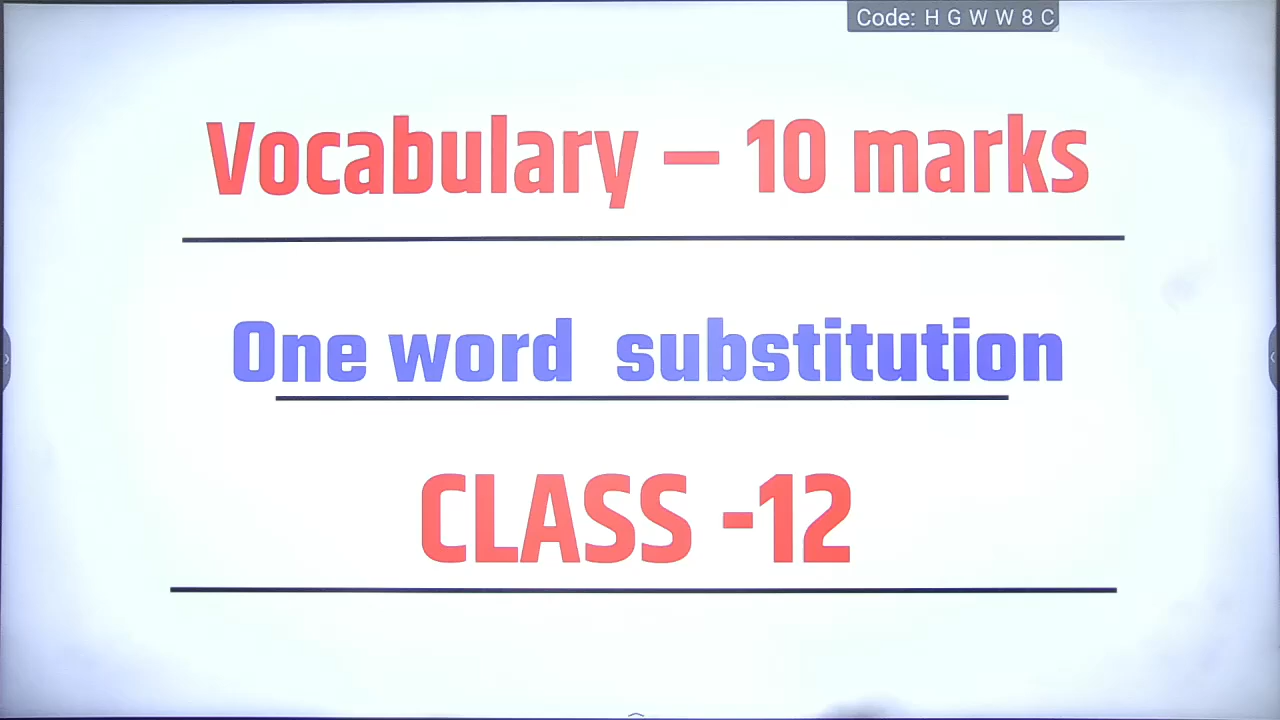 Code: H G W W 8 C
Vocabulary – 10 marks
One word substitution
CLASS -12